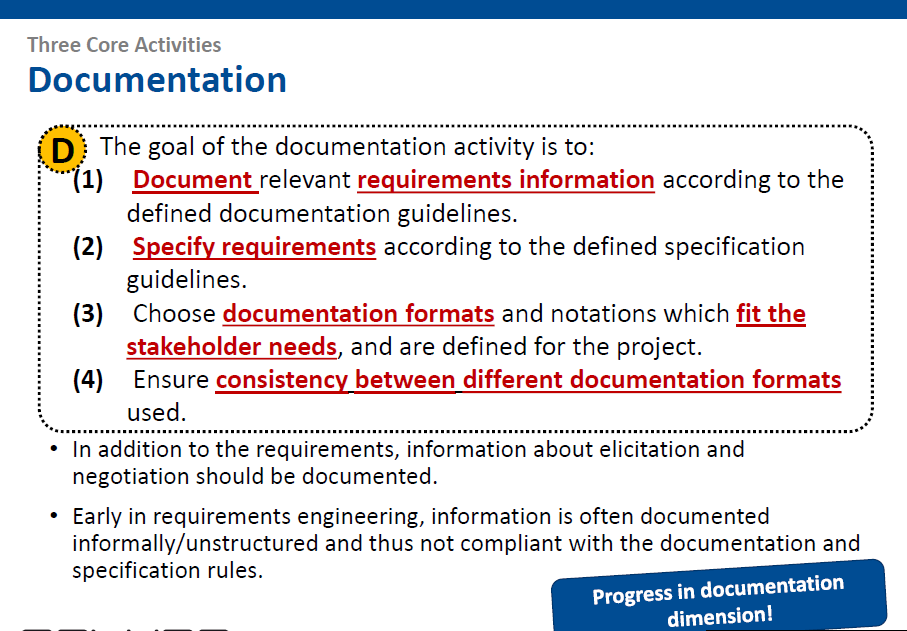 Three Core Activities
Documentation
D The goal of the documentation activity is to:
(1) Document relevant requirements information according to the
defined documentation guidelines.
(2) Specify requirements according to the defined specification
guidelines.
(3) Choose documentation formats and notations which fit the
stakeholder needs, and are defined for the project.
(4) Ensure consistency between different documentation formats
used.
• In addition to the requirements, information about elicitation and
negotiation should be documented.
• Early in requirements engineering, information is often documented
informally/unstructured and thus not compliant with the documentation and
specification rules.
Progress in documentation
dimension!